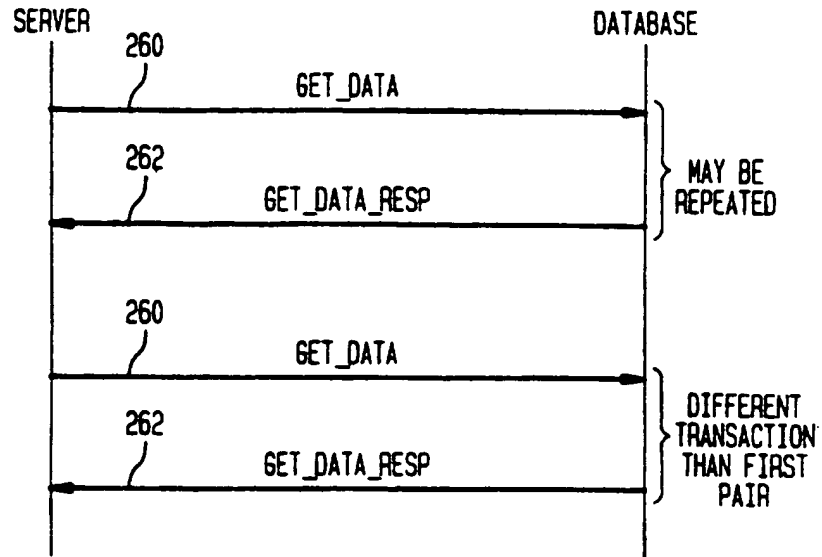 SERVER
DATABASE
260
GET_DATA
262
GET_DATA_RESP
MAY BE
REPEATED
260
GET_DATA
262
GET_DATA_RESP
DIFFERENT
TRANSACTION
THAN FIRST
PAIR